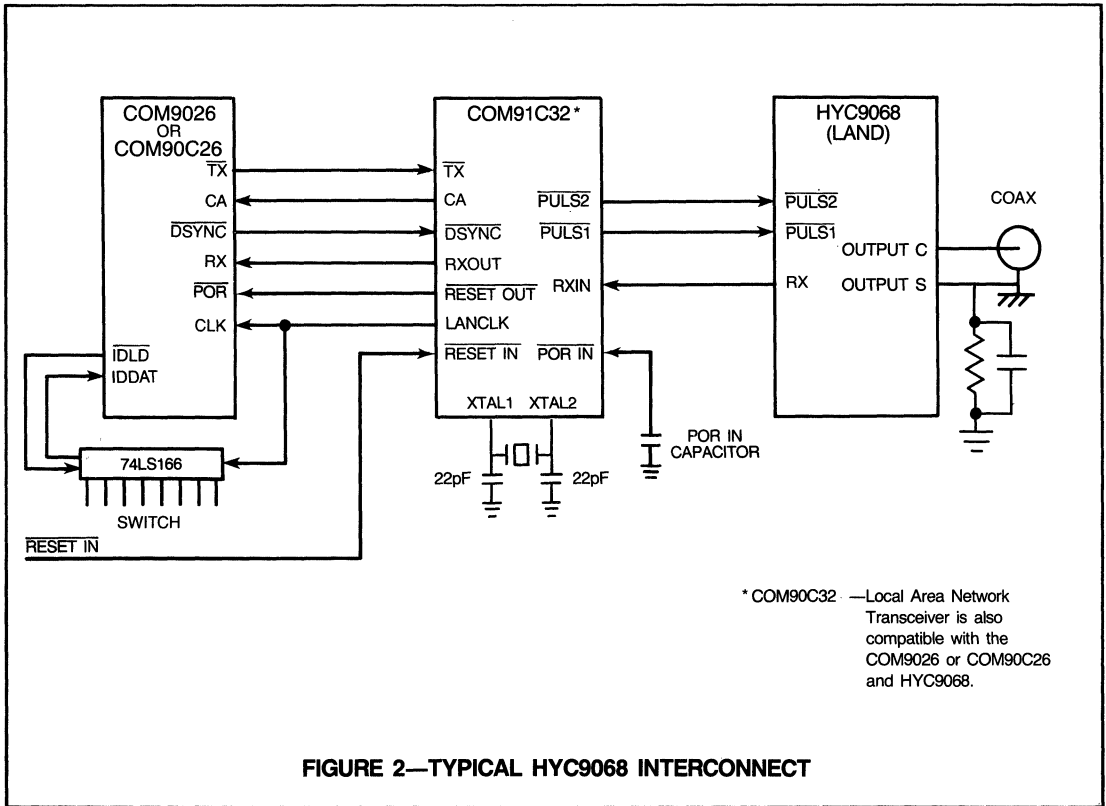 COM9026
OR
COM90C26
TX
CA
DSYNC
RX
POR
CLK
IDLD
IDDAT
74LS166
SWITCH
RESET IN
COM91C32*
TX
CA
DSYNC
RXOUT
RESET OUT
LANCLK
RESET IN
PULS2
PULS1
RXIN
POR IN
XTAL1 XTAL2
22pF
22pF
POR IN
CAPACITOR
HYC9068
(LAND)
PULS2
PULS1
RX
OUTPUT C
OUTPUT S
COAX
* COM90C32 —Local Area Network
Transceiver is also
compatible with the
COM9026 or COM90C26
and HYC9068.
FIGURE 2—TYPICAL HYC9068 INTERCONNECT